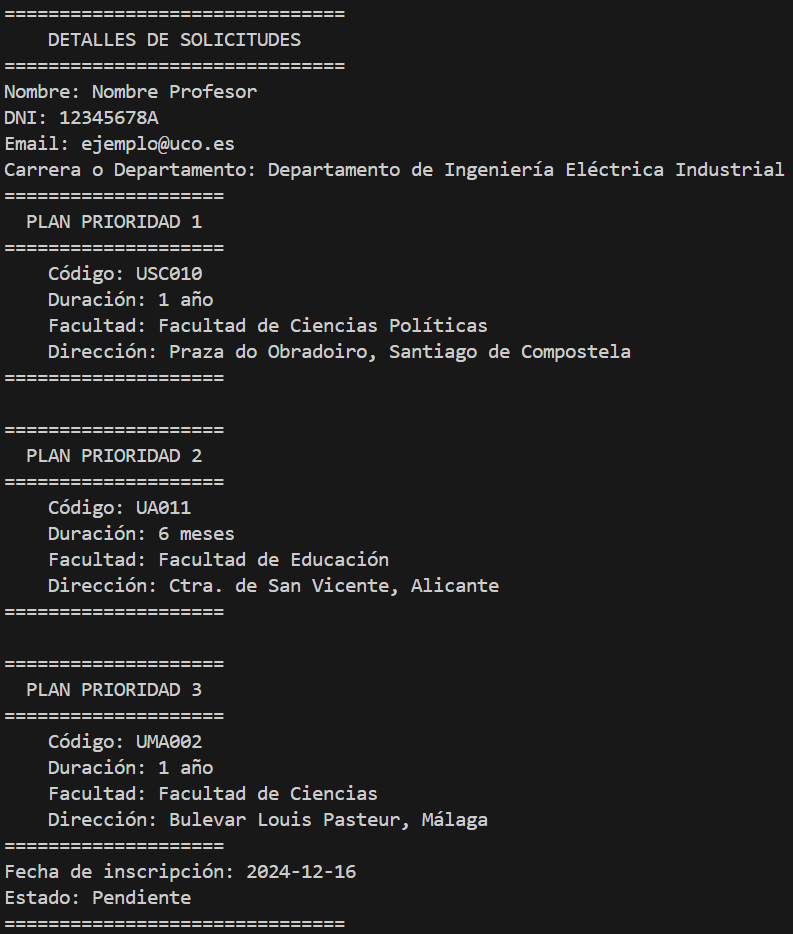 ===============================
    DETALLES DE SOLICITUDES
===============================
Nombre: Nombre Profesor
DNI: 12345678A
Email: ejemplo@uco.es
Carrera o Departamento: Departamento de Ingeniería Eléctrica Industrial
====================
  PLAN PRIORIDAD 1
====================
    Código: USC010
    Duración: 1 año
    Facultad: Facultad de Ciencias Políticas
    Dirección: Praza do Obradoiro, Santiago de Compostela
====================

====================
  PLAN PRIORIDAD 2
====================
    Código: UA011
    Duración: 6 meses
    Facultad: Facultad de Educación
    Dirección: Ctra. de San Vicente, Alicante
====================

====================
  PLAN PRIORIDAD 3
====================
    Código: UMA002
    Duración: 1 año
    Facultad: Facultad de Ciencias
    Dirección: Bulevar Louis Pasteur, Málaga
====================
Fecha de inscripción: 2024-12-16
Estado: Pendiente
===============================